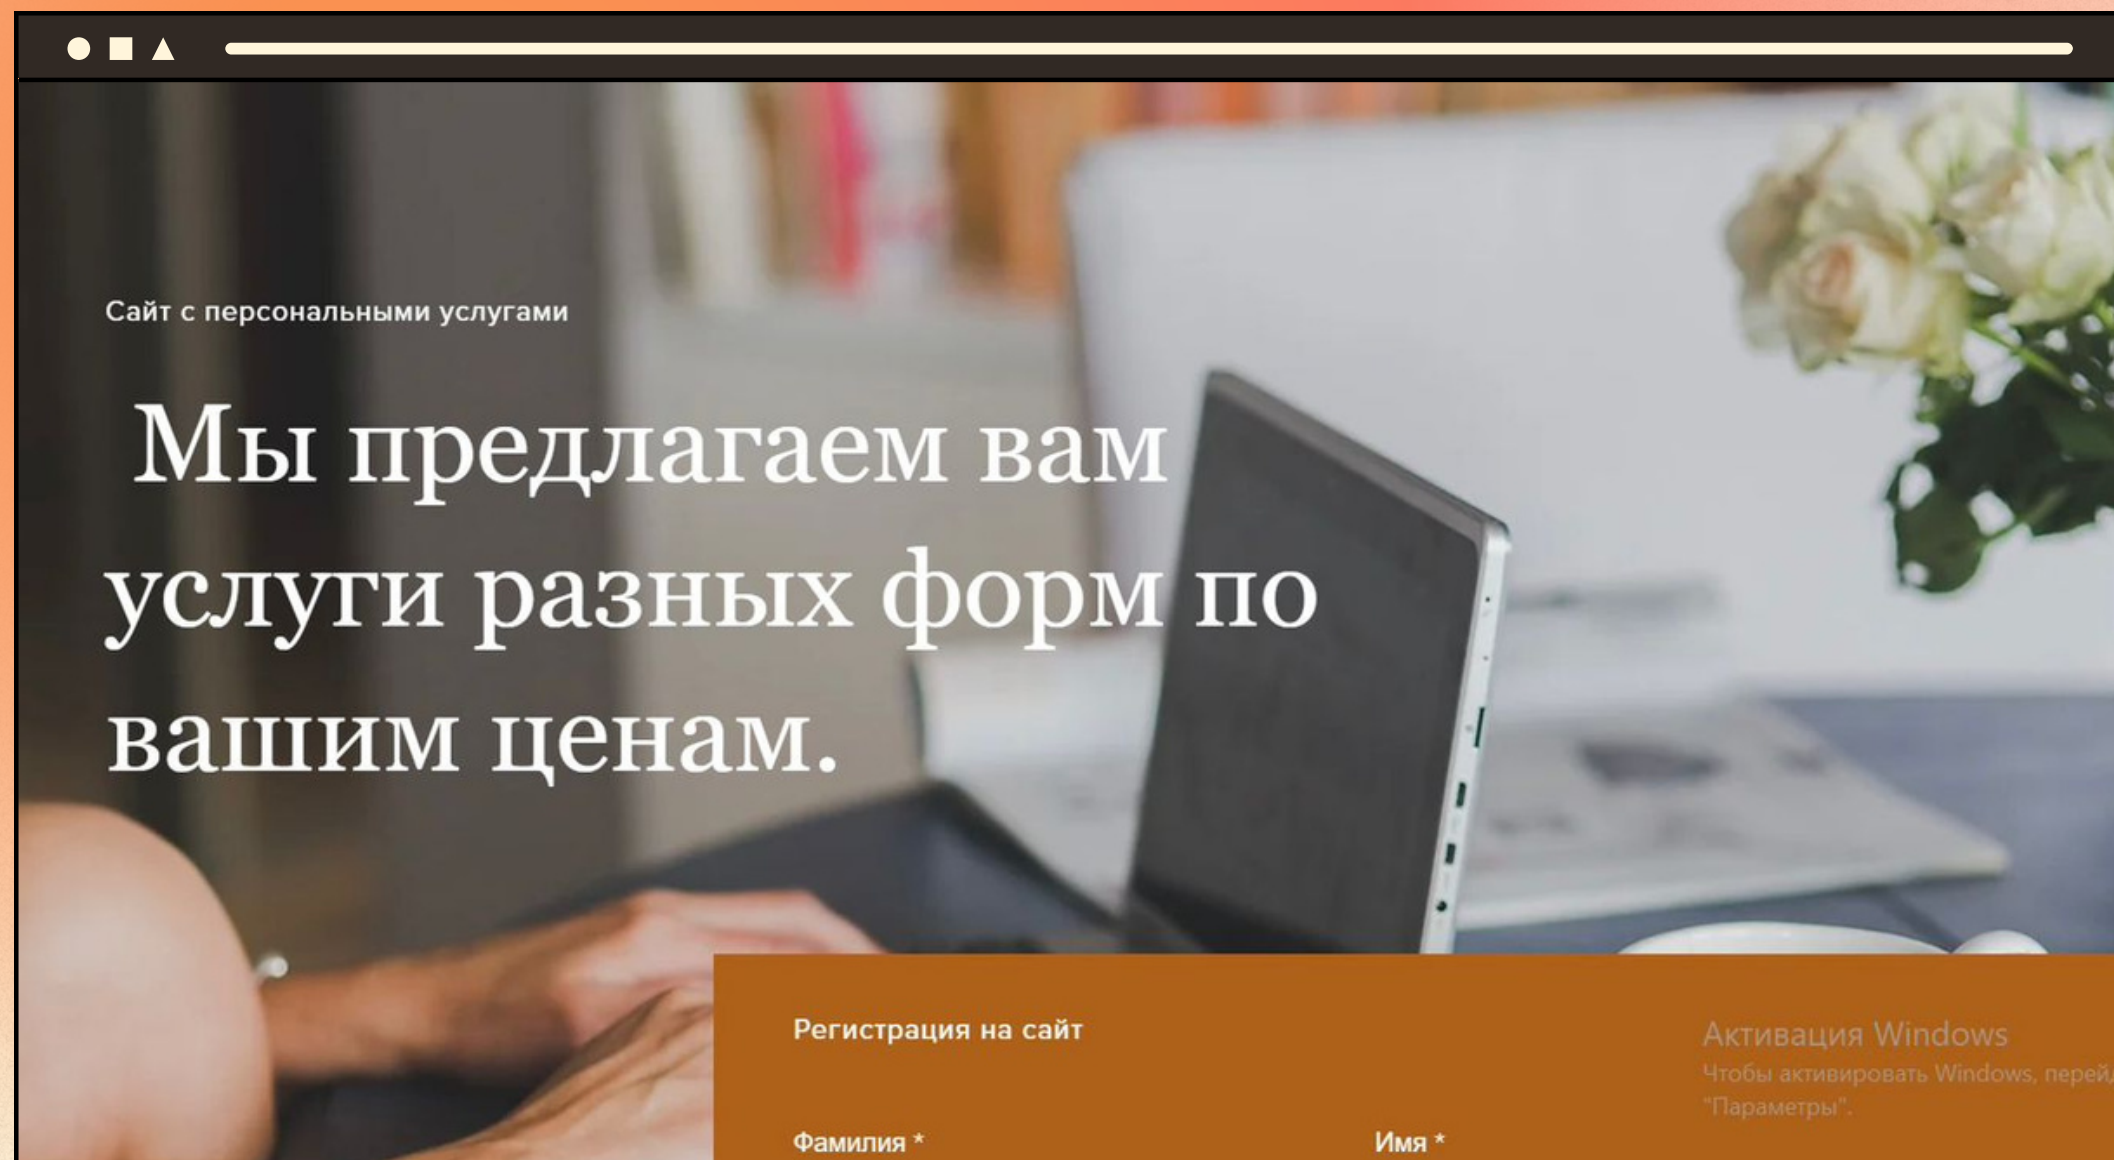 Сайт с персональными услугами
Мы предлагаем вам
услуги разных форм по
вашим ценам.
Регистрация на сайт
Активация Windows
Чтобы активировать Windows,
"Параметры".
Фамилия *
Имя *